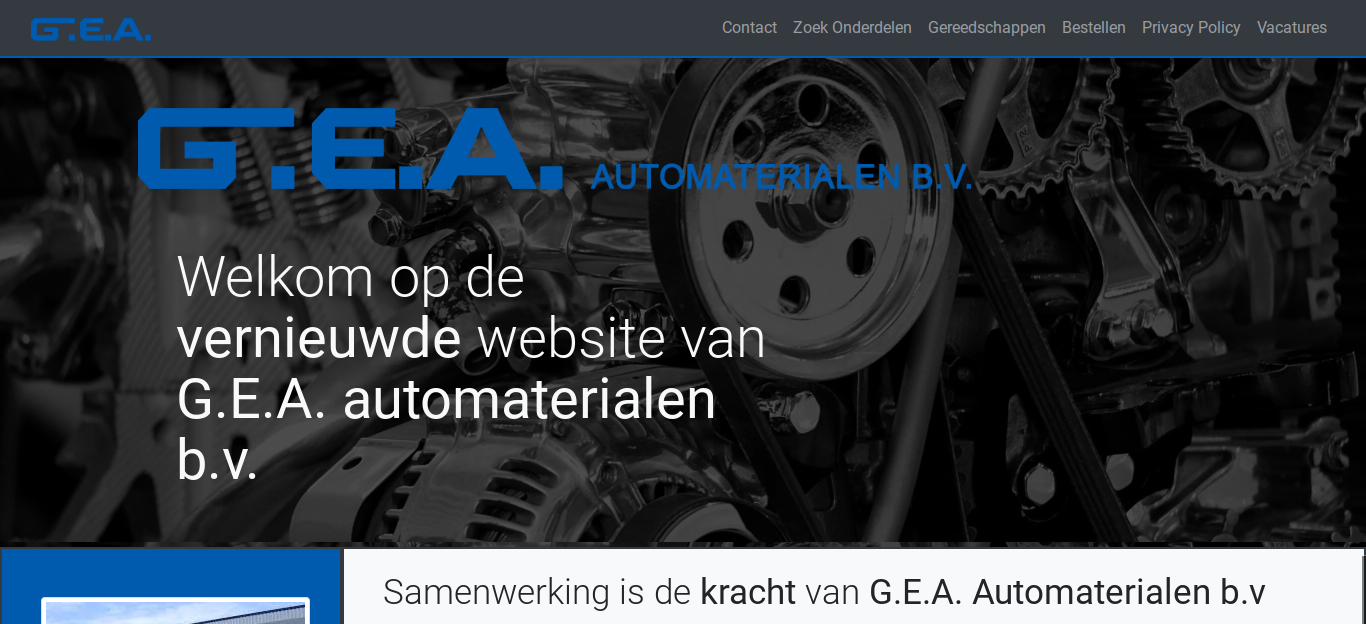 G.E.A.
Contact Zoek Onderdelen Gereedschappen Bestellen Privacy Policy Vacatures
G.E.A. AUTOMATERIALEN B.V.
Welkom op de
vernieuwde website van
G.E.A. automaterialen
b.v.
Samenwerking is de kracht van G.E.A. Automaterialen b.v